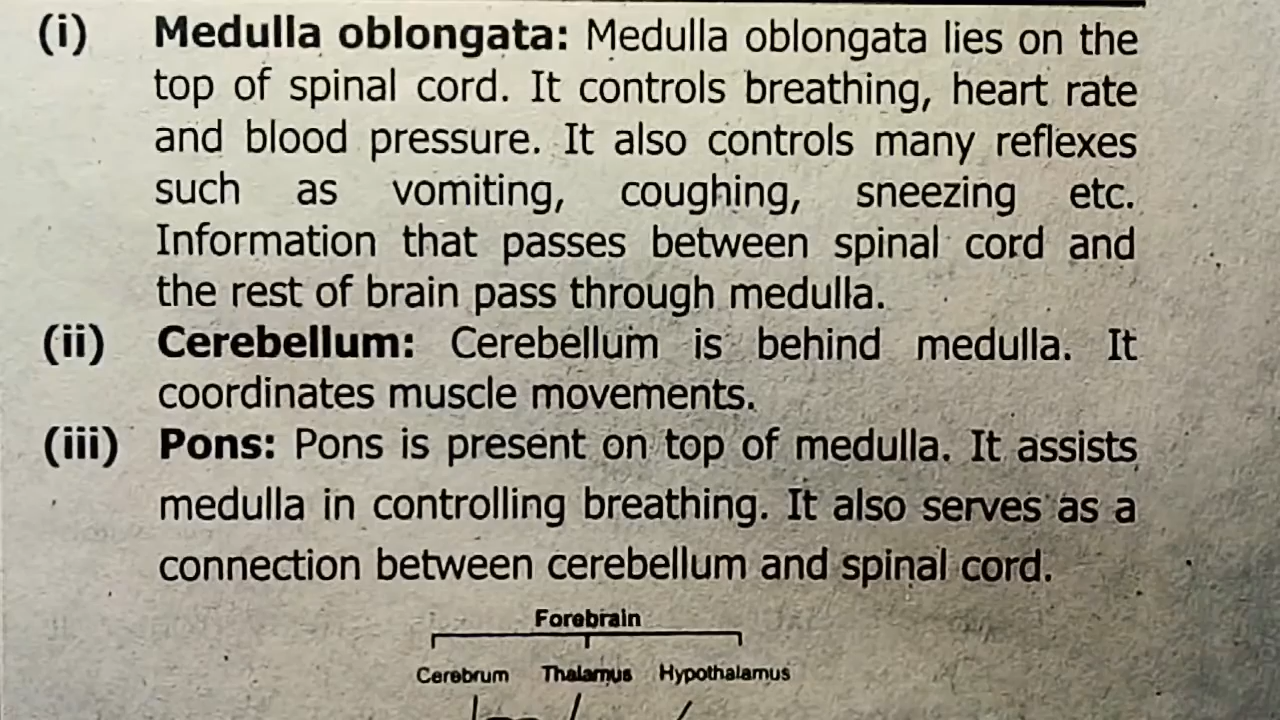 (i) Medulla oblongata: Medulla oblongata lies on the
top of spinal cord. It controls breathing, heart rate
and blood pressure. It also controls many reflexes
such as vomiting, coughing, sneezing etc.
Information that passes between spinal cord and
the rest of brain pass through medulla.
(ii) Cerebellum: Cerebellum is behind medulla. It
coordinates muscle movements.
(iii) Pons: Pons is present on top of medulla. It assists
medulla in controlling breathing. It also serves as a
connection between cerebellum and spinal cord.
Forebrain
Cerebrum Thalamus Hypothalamus